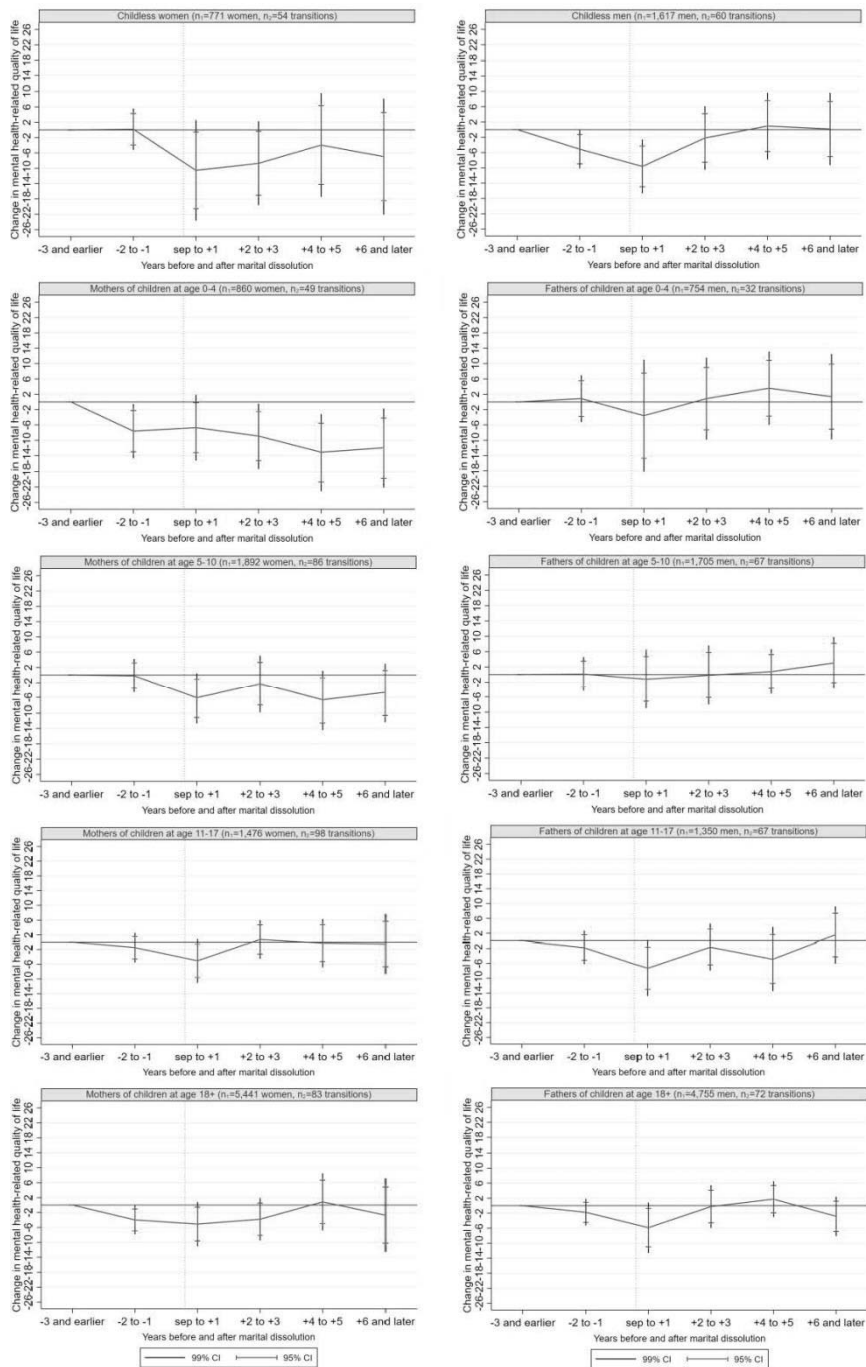 Childless women (n₁=771 women, n₂=54 transitions)
Change in mental health-related quality of life
-26-22-18-14-10 -6 -2 2 6 10 14 18 22 26
-3 and earlier -2 to -1 sep to +1 +2 to +3 +4 to +5 +6 and later
Years before and after marital dissolution
Childless men (n₁=1,617 men, n₂=60 transitions)
Change in mental health-related quality of life
-26-22-18-14-10 -6 -2 2 6 10 14 18 22 26
-3 and earlier -2 to -1 sep to +1 +2 to +3 +4 to +5 +6 and later
Years before and after marital dissolution
Mothers of children at age 0-4 (n₁=860 women, n₂=49 transitions)
Change in mental health-related quality of life
-26-22-18-14-10 -6 -2 2 6 10 14 18 22 26
-3 and earlier -2 to -1 sep to +1 +2 to +3 +4 to +5 +6 and later
Years before and after marital dissolution
Fathers of children at age 0-4 (n₁=754 men, n₂=32 transitions)
Change in mental health-related quality of life
-26-22-18-14-10 -6 -2 2 6 10 14 18 22 26
-3 and earlier -2 to -1 sep to +1 +2 to +3 +4 to +5 +6 and later
Years before and after marital dissolution
Mothers of children at age 5-10 (n₁=1,892 women, n₂=86 transitions)
Change in mental health-related quality of life
-26-22-18-14-10 -6 -2 2 6 10 14 18 22 26
-3 and earlier -2 to -1 sep to +1 +2 to +3 +4 to +5 +6 and later
Years before and after marital dissolution
Fathers of children at age 5-10 (n₁=1,705 men, n₂=67 transitions)
Change in mental health-related quality of life
-26-22-18-14-10 -6 -2 2 6 10 14 18 22 26
-3 and earlier -2 to -1 sep to +1 +2 to +3 +4 to +5 +6 and later
Years before and after marital dissolution
Mothers of children at age 11-17 (n₁=1,476 women, n₂=98 transitions)
Change in mental health-related quality of life
-26-22-18-14-10 -6 -2 2 6 10 14 18 22 26
-3 and earlier -2 to -1 sep to +1 +2 to +3 +4 to +5 +6 and later
Years before and after marital dissolution
Fathers of children at age 11-17 (n₁=1,350 men, n₂=67 transitions)
Change in mental health-related quality of life
-26-22-18-14-10 -6 -2 2 6 10 14 18 22 26
-3 and earlier -2 to -1 sep to +1 +2 to +3 +4 to +5 +6 and later
Years before and after marital dissolution
Mothers of children at age 18+ (n₁=5,441 women, n₂=83 transitions)
Change in mental health-related quality of life
-26-22-18-14-10 -6 -2 2 6 10 14 18 22 26
-3 and earlier -2 to -1 sep to +1 +2 to +3 +4 to +5 +6 and later
Years before and after marital dissolution
Fathers of children at age 18+ (n₁=4,755 men, n₂=72 transitions)
Change in mental health-related quality of life
-26-22-18-14-10 -6 -2 2 6 10 14 18 22 26
-3 and earlier -2 to -1 sep to +1 +2 to +3 +4 to +5 +6 and later
Years before and after marital dissolution
99% CI 95% CI
99% CI 95% CI